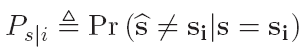 P_{s|i} ≜ Pr (ŝ ≠ s_i | s = s_i)